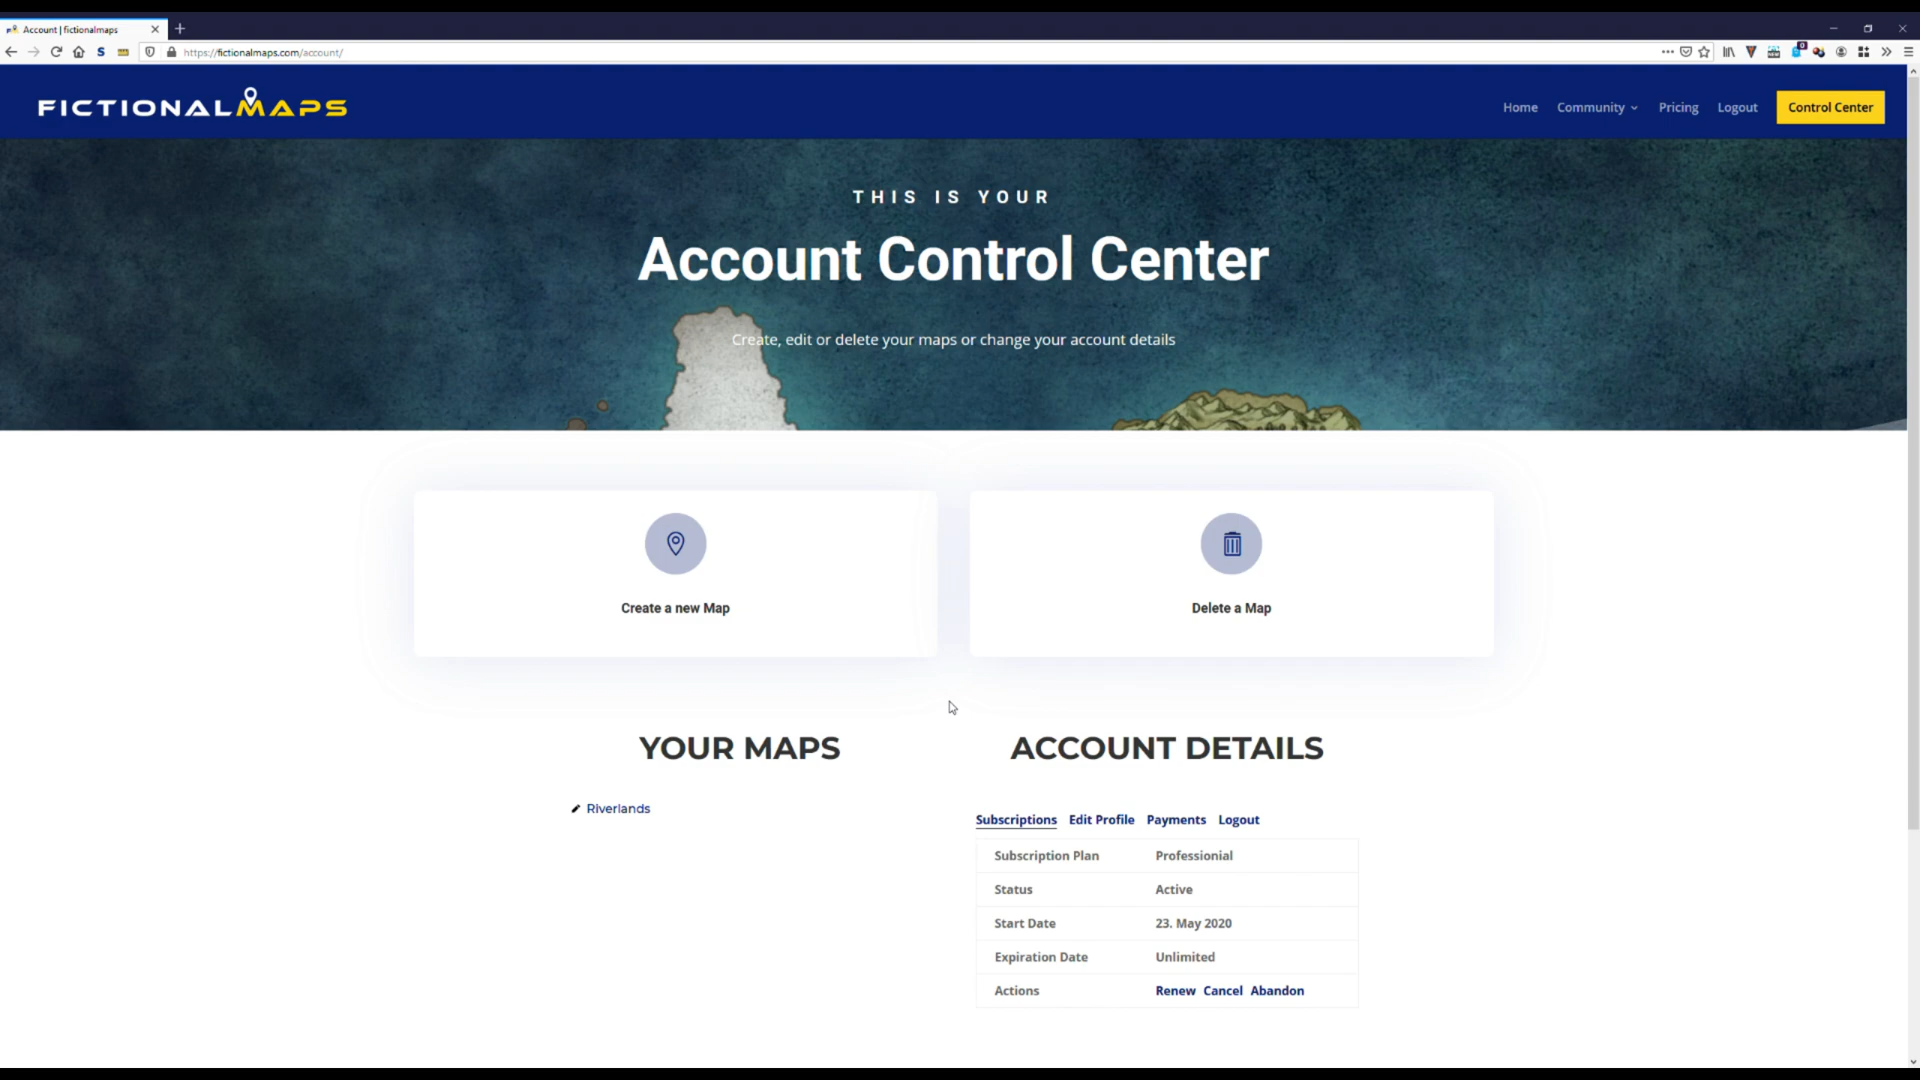 Account | fictionalmaps
https://fictionalmaps.com/account/
FICTIONALMAPS
Home Community Pricing Logout Control Center
THIS IS YOUR
Account Control Center
Create, edit or delete your maps or change your account details
Create a new Map
Delete a Map
YOUR MAPS
Riverlands
ACCOUNT DETAILS
Subscriptions Edit Profile Payments Logout
Subscription Plan Professionial
Status Active
Start Date 23. May 2020
Expiration Date Unlimited
Actions Renew Cancel Abandon